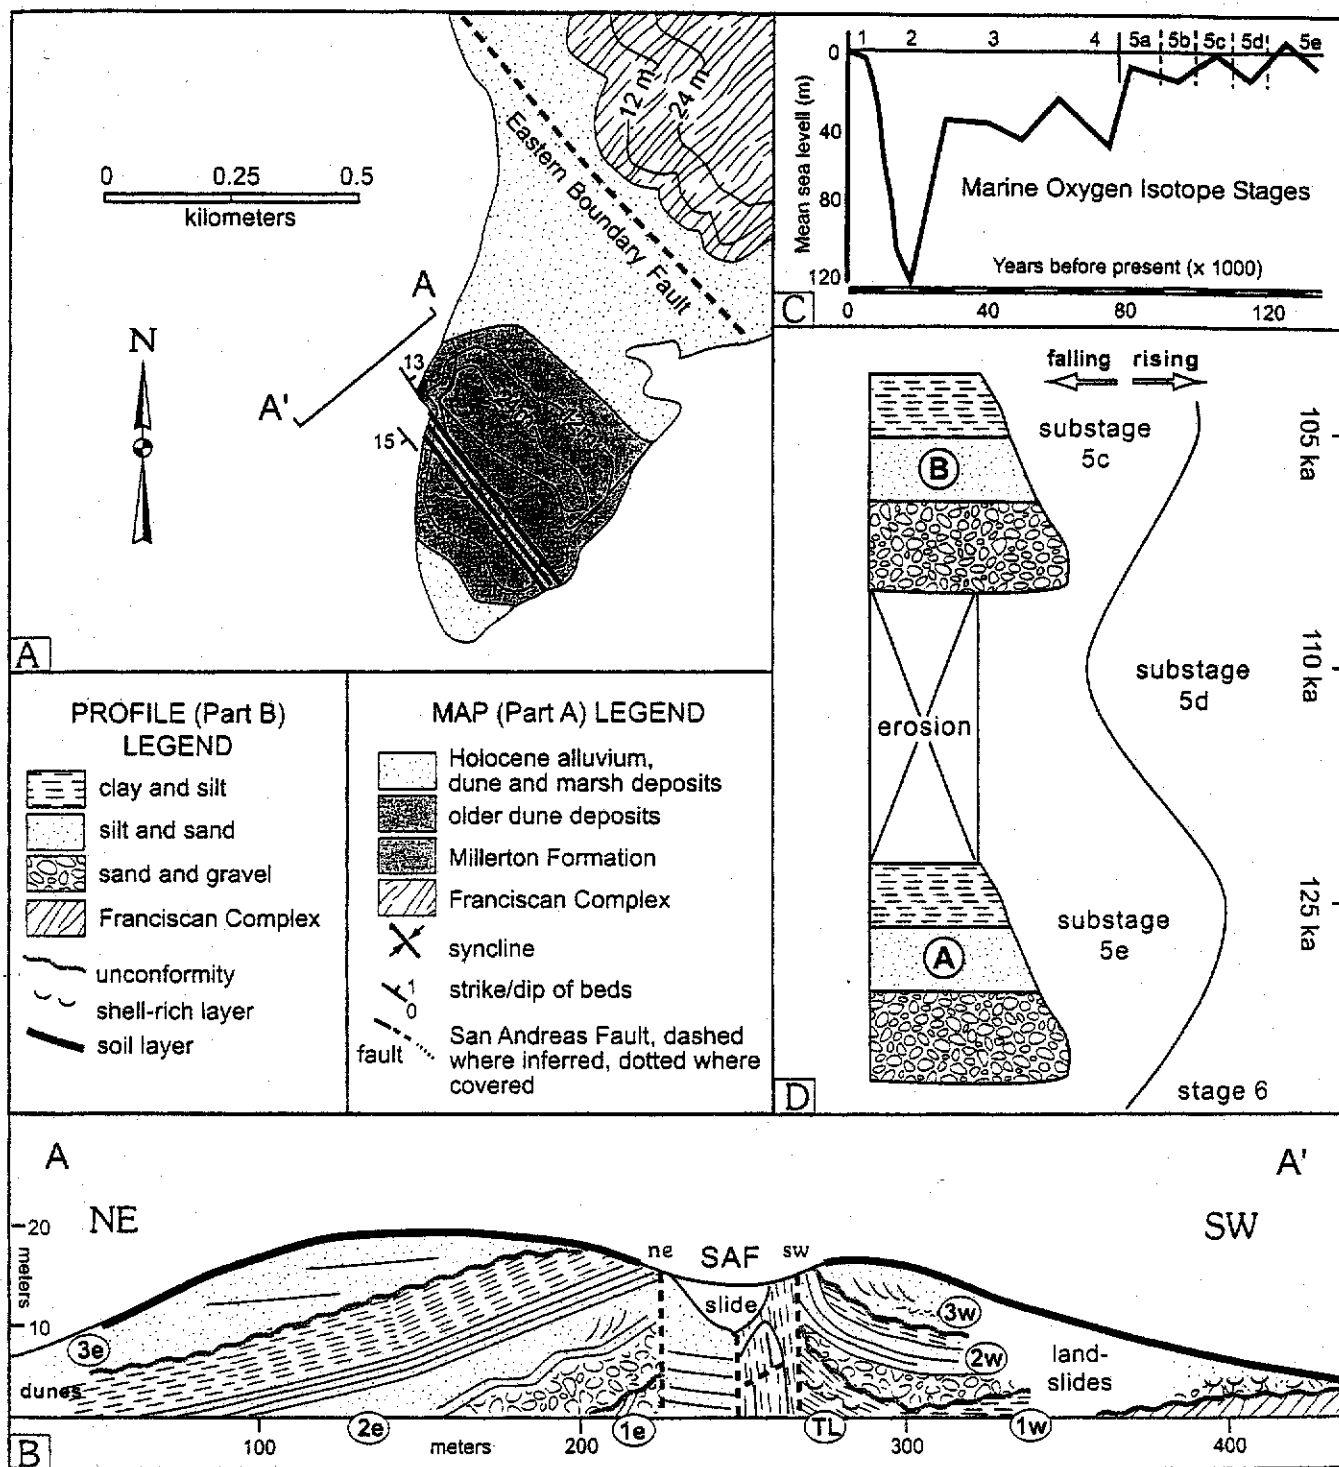 0 0.25 0.5
kilometers
N
A
A'
13
15
12 m
24 m
Eastern Boundary Fault
A
1 2 3 4 5a 5b 5c 5d 5e
0
40
80
120
Mean sea levell (m)
Marine Oxygen Isotope Stages
Years before present (x 1000)
0 40 80 120
C
falling rising
substage
5c
105 ka
B
substage
5d
110 ka
erosion
substage
5e
125 ka
A
stage 6
D
PROFILE (Part B)
LEGEND
clay and silt
silt and sand
sand and gravel
Franciscan Complex
unconformity
shell-rich layer
soil layer
MAP (Part A) LEGEND
Holocene alluvium,
dune and marsh deposits
older dune deposits
Millerton Formation
Franciscan Complex
syncline
1
0
strike/dip of beds
fault
San Andreas Fault, dashed
where inferred, dotted where
covered
A A'
NE SW
20
meters
10
ne SAF sw
slide
3e
dunes
3w
2w
land-
slides
2e 1e TL 1w
100 meters 200 300 400
B